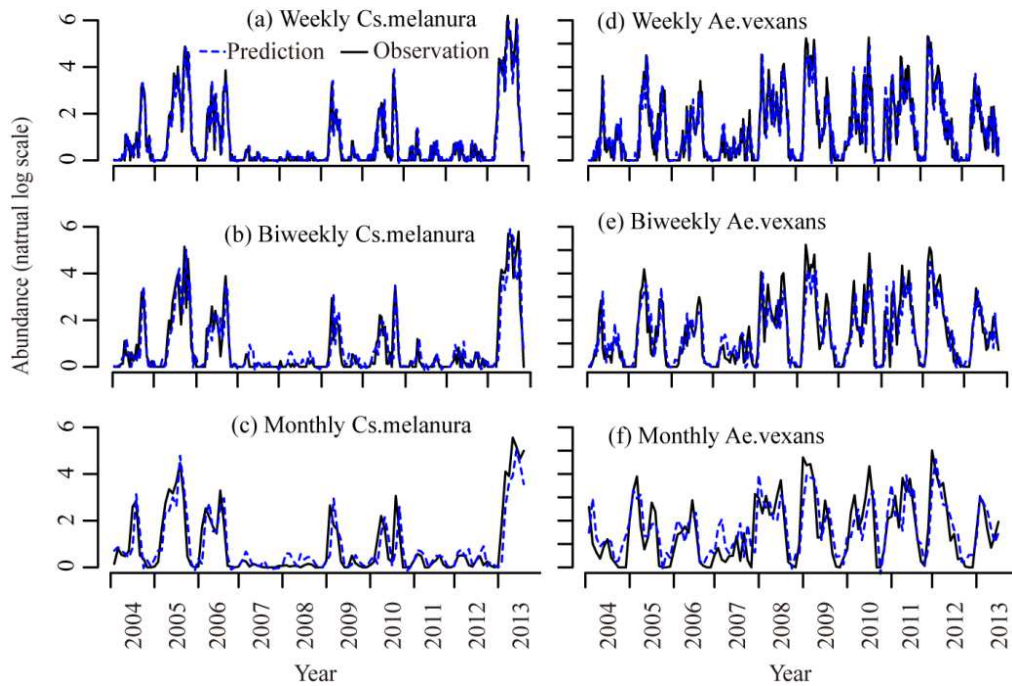 (a) Weekly Cs.melanura
Prediction Observation
(d) Weekly Ae.vexans
0 2 4 6
(b) Biweekly Cs.melanura
(e) Biweekly Ae.vexans
0 2 4 6
(c) Monthly Cs.melanura
(f) Monthly Ae.vexans
0 2 4 6
Abundance (natrual log scale)
2004 2005 2006 2007 2008 2009 2010 2011 2012 2013
2004 2005 2006 2007 2008 2009 2010 2011 2012 2013
Year
Year